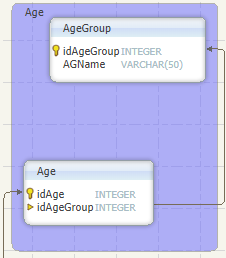 Age
AgeGroup
idAgeGroup INTEGER
AGName VARCHAR(50)
Age
idAge INTEGER
idAgeGroup INTEGER